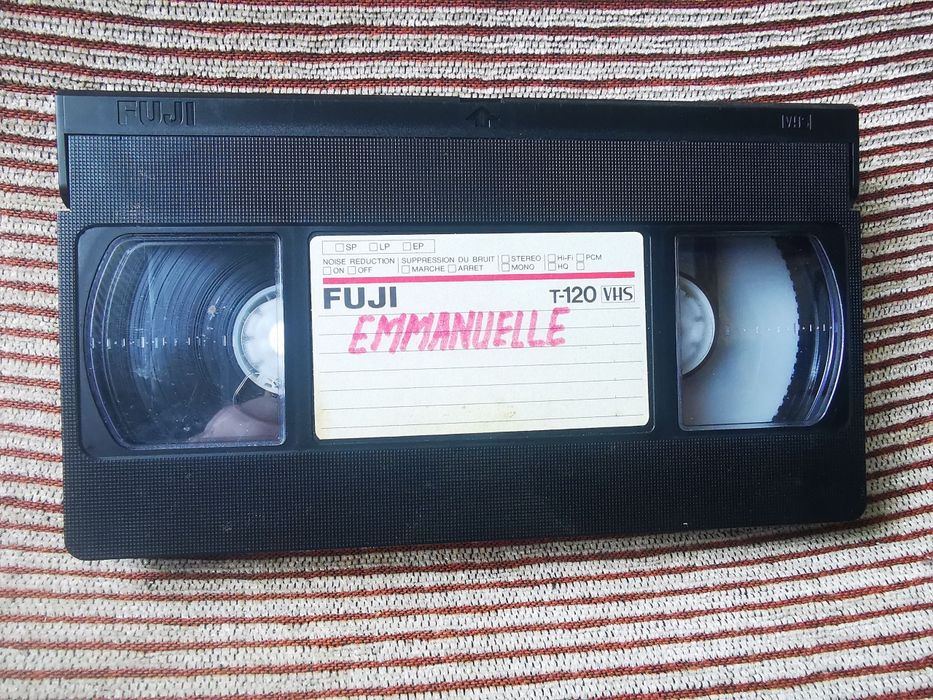 FUJI VHS
SP LP EP
NOISE REDUCTION SUPPRESSION DU BRUIT STEREO Hi-Fi PCM
ON OFF MARCHE ARRET MONO HQ
FUJI T-120 VHS
EMMANUELLE